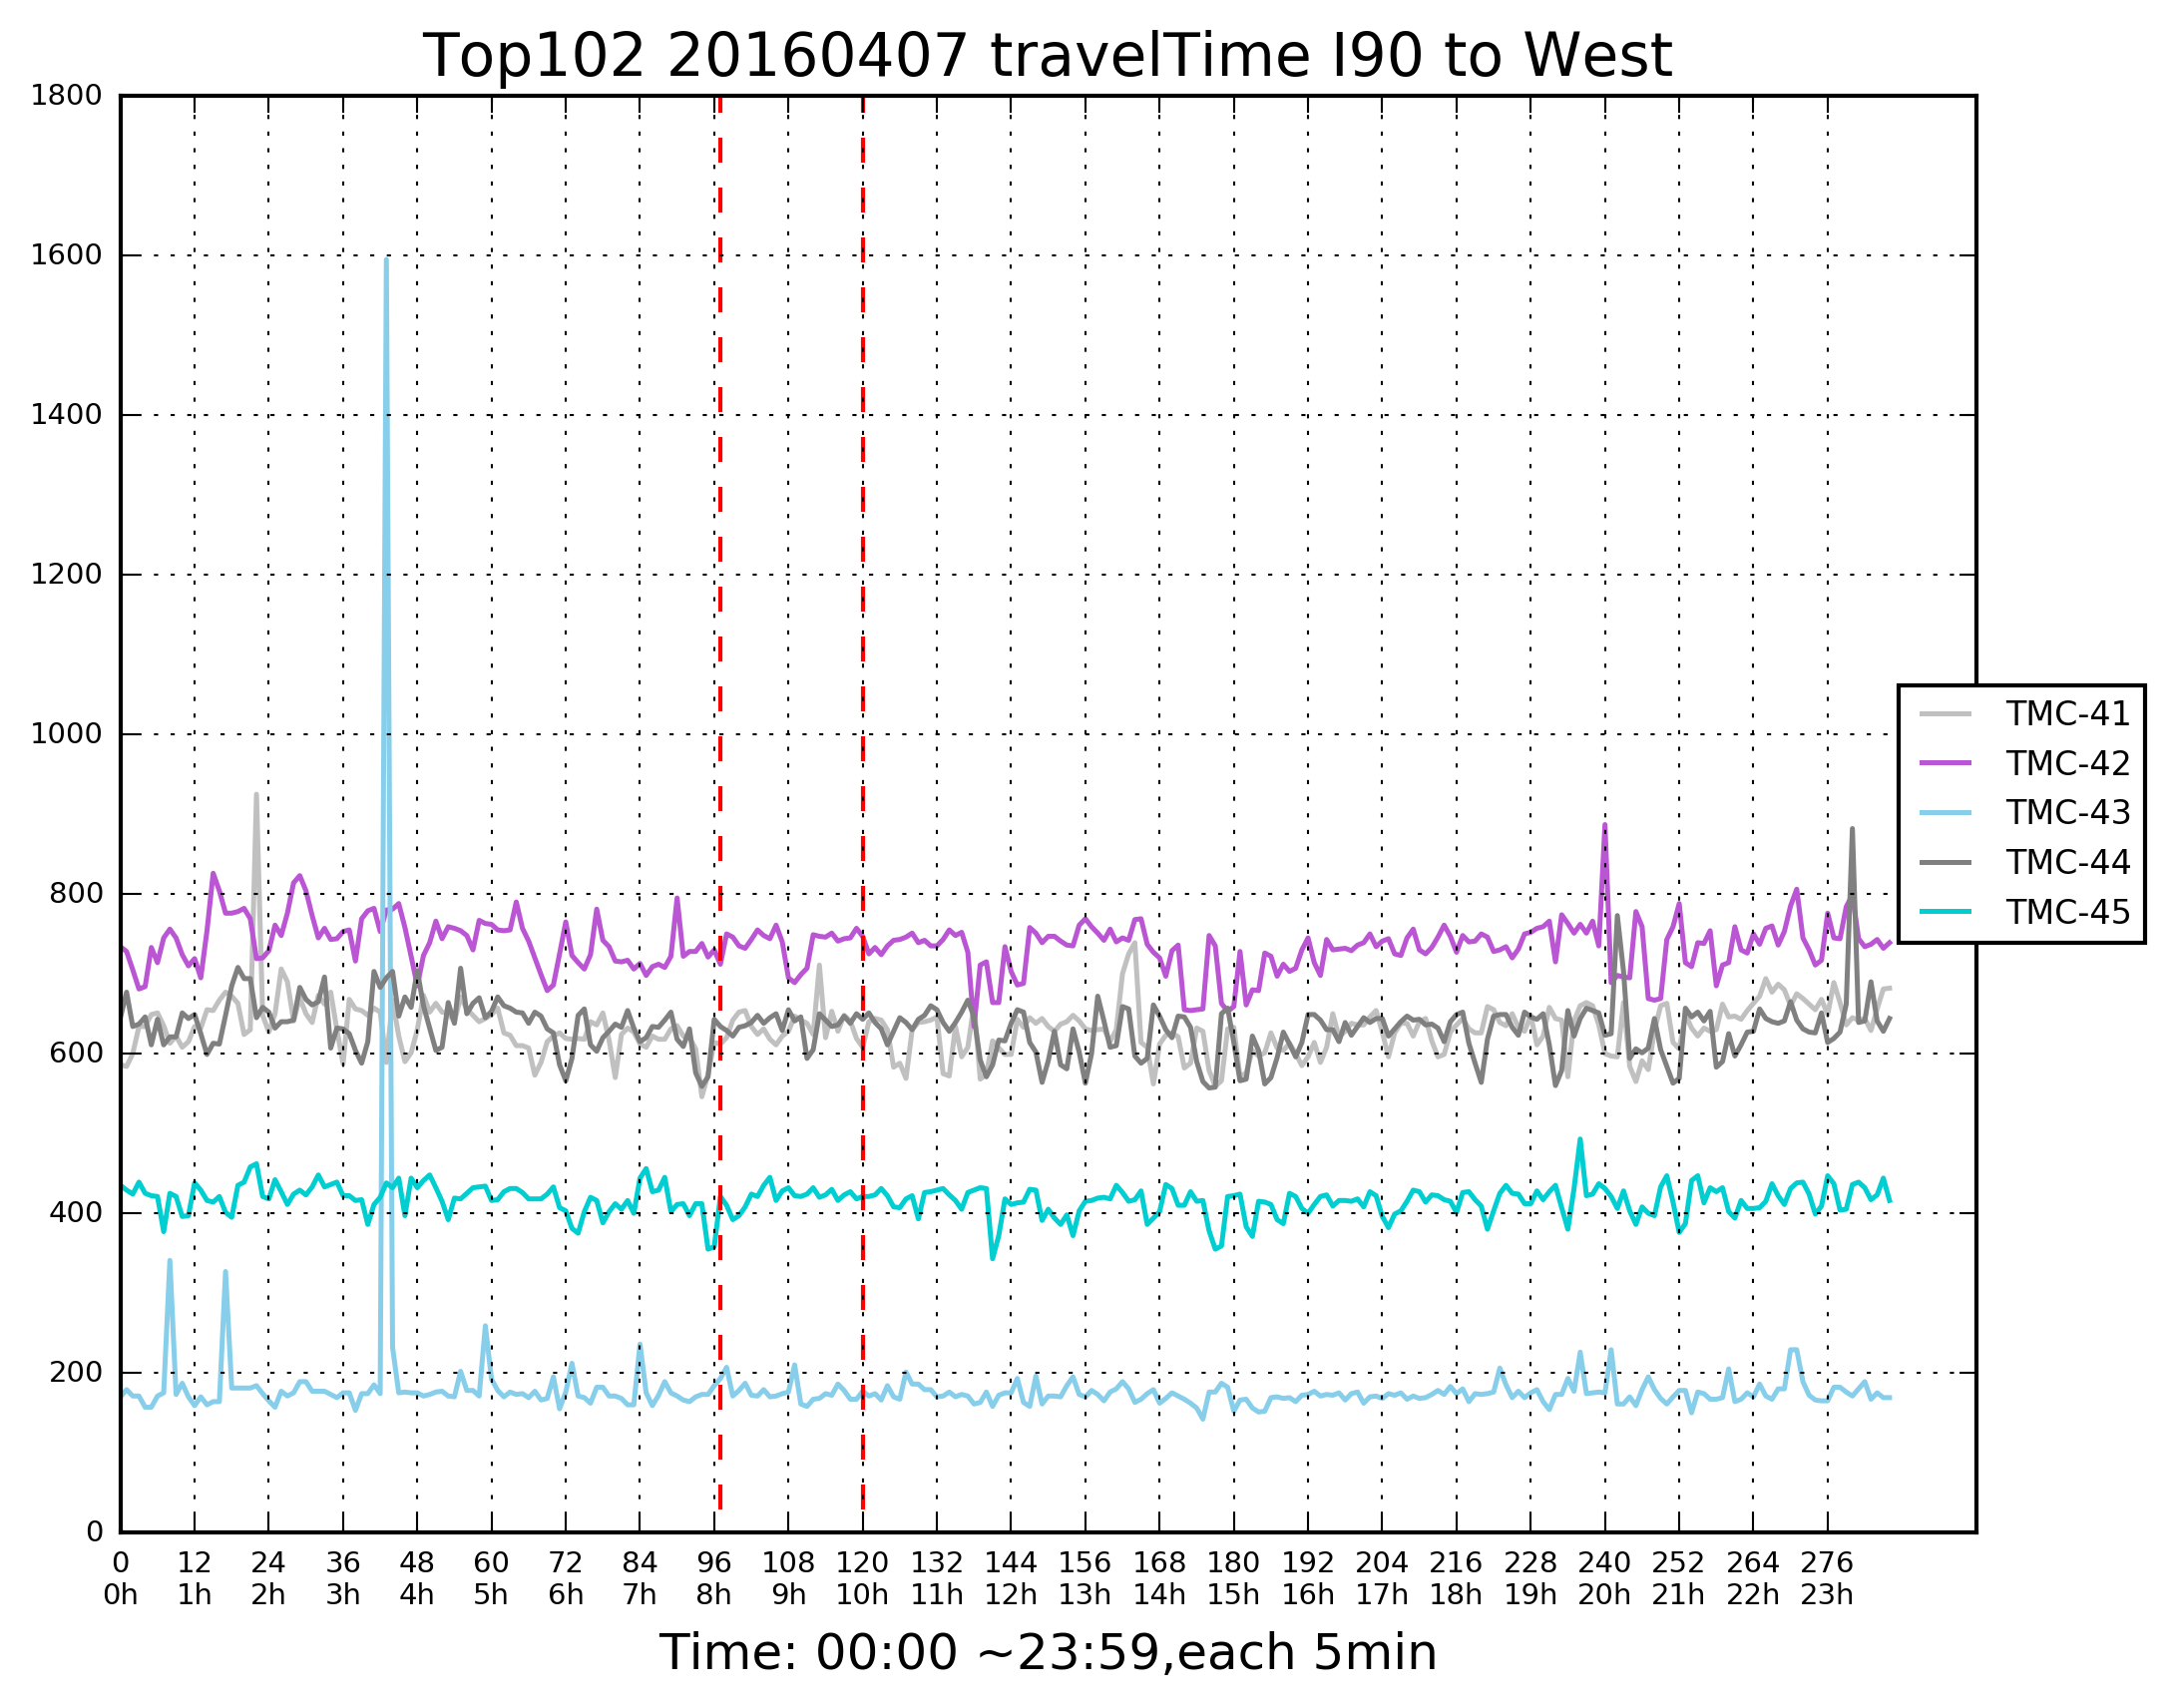 Top102 20160407 travelTime I90 to West
1800
1600
1400
1200
1000
800
600
400
200
0
TMC-41
TMC-42
TMC-43
TMC-44
TMC-45
0 12 24 36 48 60 72 84 96 108 120 132 144 156 168 180 192 204 216 228 240 252 264 276
0h 1h 2h 3h 4h 5h 6h 7h 8h 9h 10h 11h 12h 13h 14h 15h 16h 17h 18h 19h 20h 21h 22h 23h
Time: 00:00 ~23:59,each 5min